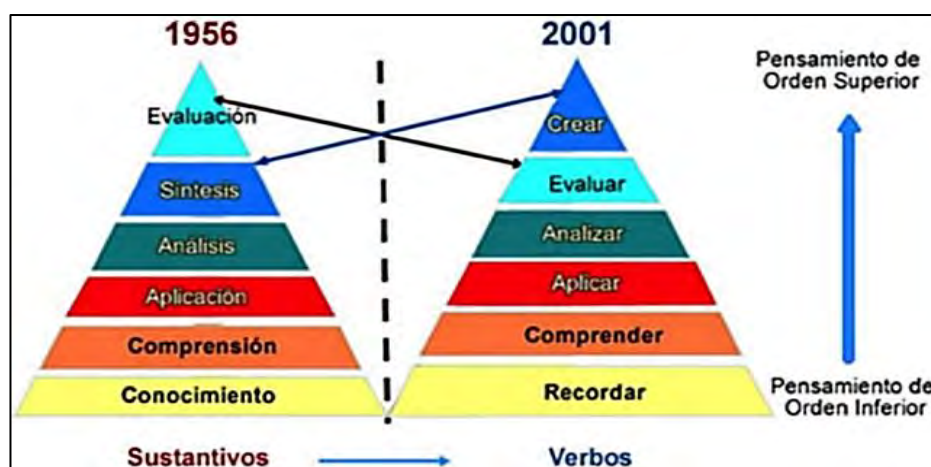 1956
Evaluación
Síntesis
Análisis
Aplicación
Comprensión
Conocimiento
Sustantivos
2001
Crear
Evaluar
Analizar
Aplicar
Comprender
Recordar
Verbos
Pensamiento de
Orden Superior
Pensamiento de
Orden Inferior